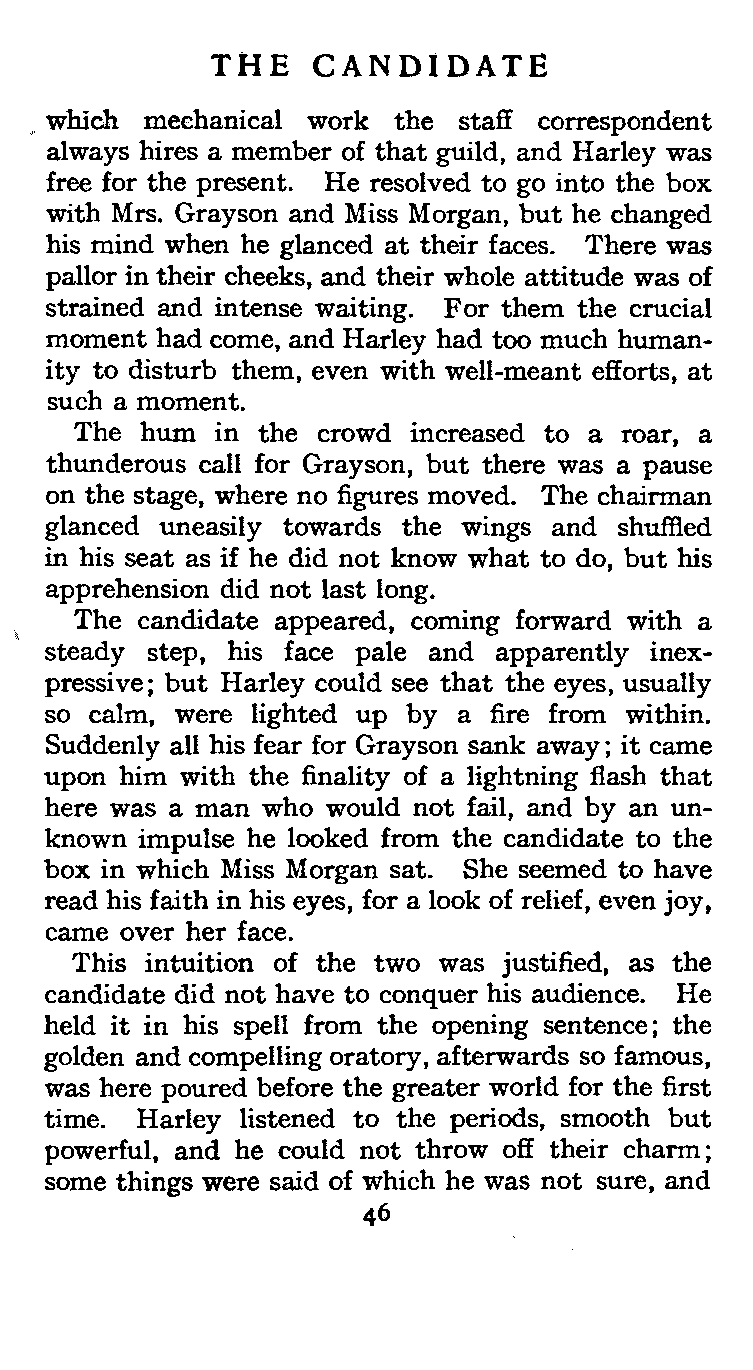 THE CANDIDATE
which mechanical work the staff correspondent
always hires a member of that guild, and Harley was
free for the present. He resolved to go into the box
with Mrs. Grayson and Miss Morgan, but he changed
his mind when he glanced at their faces. There was
pallor in their cheeks, and their whole attitude was of
strained and intense waiting. For them the crucial
moment had come, and Harley had too much human-
ity to disturb them, even with well-meant efforts, at
such a moment.
The hum in the crowd increased to a roar, a
thunderous call for Grayson, but there was a pause
on the stage, where no figures moved. The chairman
glanced uneasily towards the wings and shuffled
in his seat as if he did not know what to do, but his
apprehension did not last long.
The candidate appeared, coming forward with a
steady step, his face pale and apparently inex-
pressive; but Harley could see that the eyes, usually
so calm, were lighted up by a fire from within.
Suddenly all his fear for Grayson sank away; it came
upon him with the finality of a lightning flash that
here was a man who would not fail, and by an un-
known impulse he looked from the candidate to the
box in which Miss Morgan sat. She seemed to have
read his faith in his eyes, for a look of relief, even joy,
came over her face.
This intuition of the two was justified, as the
candidate did not have to conquer his audience. He
held it in his spell from the opening sentence; the
golden and compelling oratory, afterwards so famous,
was here poured before the greater world for the first
time. Harley listened to the periods, smooth but
powerful, and he could not throw off their charm;
some things were said of which he was not sure, and
46